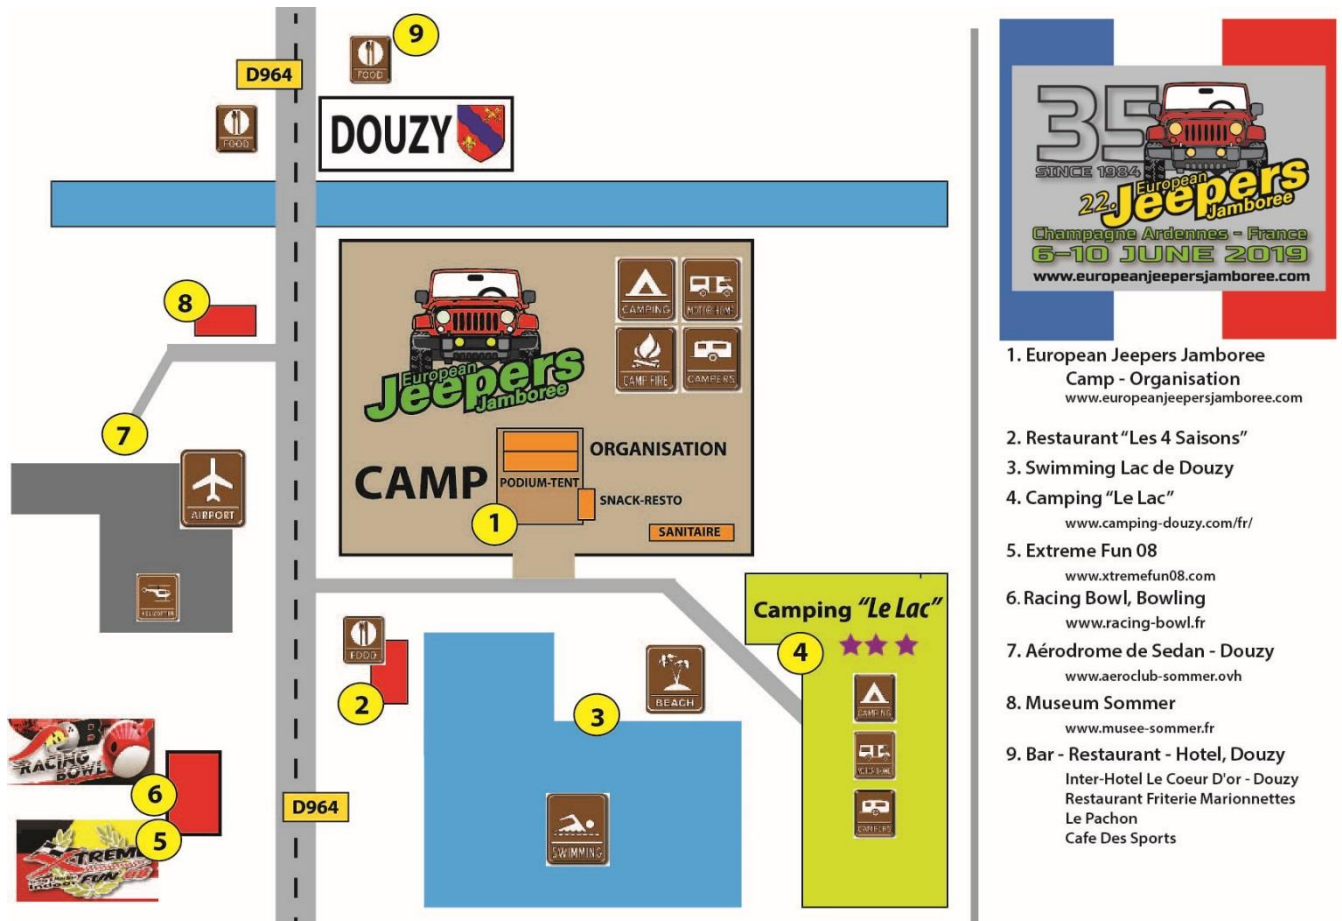 9
FOOD
D964
FOOD
DOUZY
8
European
Jeepers
Jamboree
CAMPING
MOTOR HOME
CAMP FIRE
CAMPERS
7
AIRPORT
CAMP
ORGANISATION
PODIUM-TENT
SNACK-RESTO
1
SANITAIRE
FOOD
2
Camping "Le Lac"
4
BEACH
3
CAMPING
CAMPERS
RACING
BOWL
6
5
XTREME
FUN 08
D964
SWIMMING
35
SINCE 1984
22. European
Jeepers
Jamboree
Champagne Ardennes - France
6-10 JUNE 2019
www.europeanjeepersjamboree.com
1. European Jeepers Jamboree
Camp - Organisation
www.europeanjeepersjamboree.com
2. Restaurant "Les 4 Saisons"
3. Swimming Lac de Douzy
4. Camping "Le Lac"
www.camping-douzy.com/fr/
5. Extreme Fun 08
www.xtremefun08.com
6. Racing Bowl, Bowling
www.racing-bowl.fr
7. Aérodrome de Sedan - Douzy
www.aeroclub-sommer.ovh
8. Museum Sommer
www.musee-sommer.fr
9. Bar - Restaurant - Hotel, Douzy
Inter-Hotel Le Coeur D'or - Douzy
Restaurant Friterie Marionnettes
Le Pachon
Cafe Des Sports